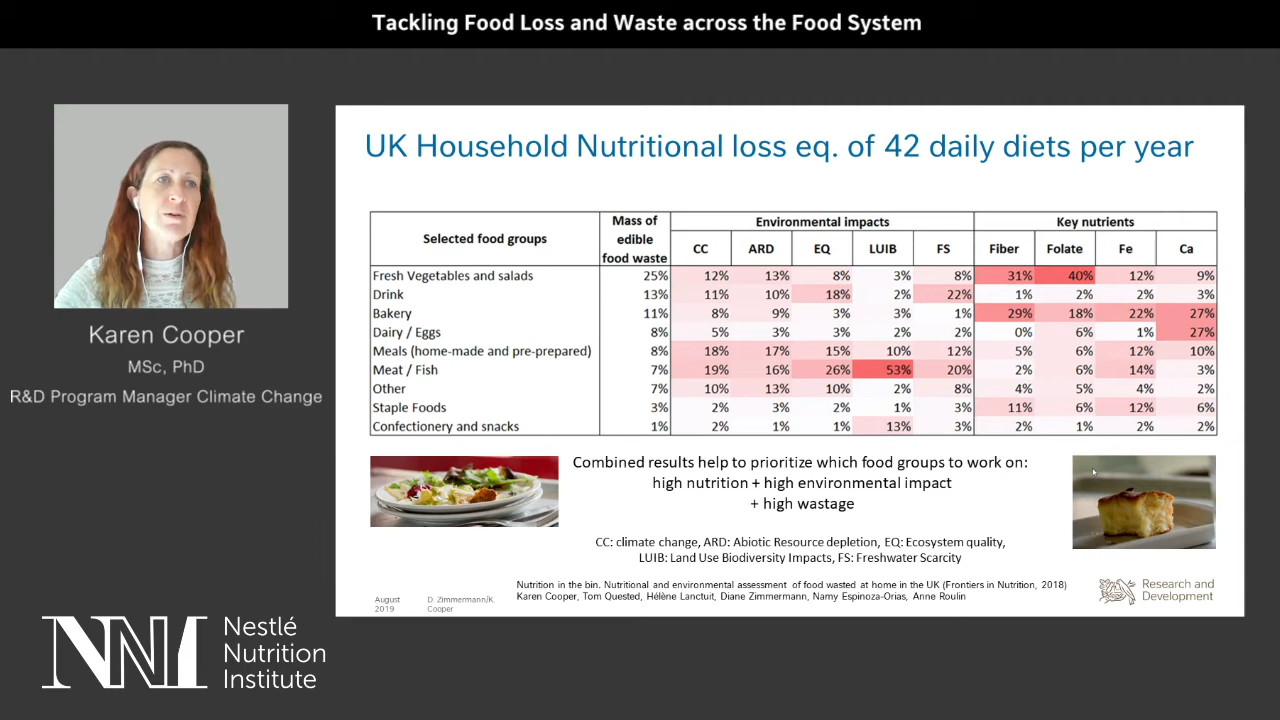 Tackling Food Loss and Waste across the Food System
Karen Cooper
MSc, PhD
R&D Program Manager Climate Change
UK Household Nutritional loss eq. of 42 daily diets per year
Selected food groups
Mass of
edible
food waste
Environmental impacts
Key nutrients
CC ARD EQ LUIB FS Fiber Folate Fe Ca
Fresh Vegetables and salads 25% 12% 13% 8% 3% 8% 31% 40% 12% 9%
Drink 13% 11% 10% 18% 2% 22% 1% 2% 2% 3%
Bakery 11% 8% 9% 3% 3% 1% 29% 18% 22% 27%
Dairy / Eggs 8% 5% 3% 3% 2% 2% 0% 6% 1% 27%
Meals (home-made and pre-prepared) 8% 18% 17% 15% 10% 12% 5% 6% 12% 10%
Meat / Fish 7% 19% 16% 26% 53% 20% 2% 6% 14% 3%
Other 7% 10% 13% 10% 2% 8% 4% 5% 4% 2%
Staple Foods 3% 2% 3% 2% 1% 3% 11% 6% 12% 6%
Confectionery and snacks 1% 2% 1% 1% 13% 3% 2% 1% 2% 2%
Combined results help to prioritize which food groups to work on:
high nutrition + high environmental impact
+ high wastage
CC: climate change, ARD: Abiotic Resource depletion, EQ: Ecosystem quality,
LUIB: Land Use Biodiversity Impacts, FS: Freshwater Scarcity
Nutrition in the bin. Nutritional and environmental assessment of food wasted at home in the UK (Frontiers in Nutrition, 2018)
Karen Cooper, Tom Quested, Hélène Lanctuit, Diane Zimmermann, Namy Espinoza-Orias, Anne Roulin
August
2019
D. Zimmermann/K.
Cooper
Research and
Development
NNI
Nestlé
Nutrition
Institute